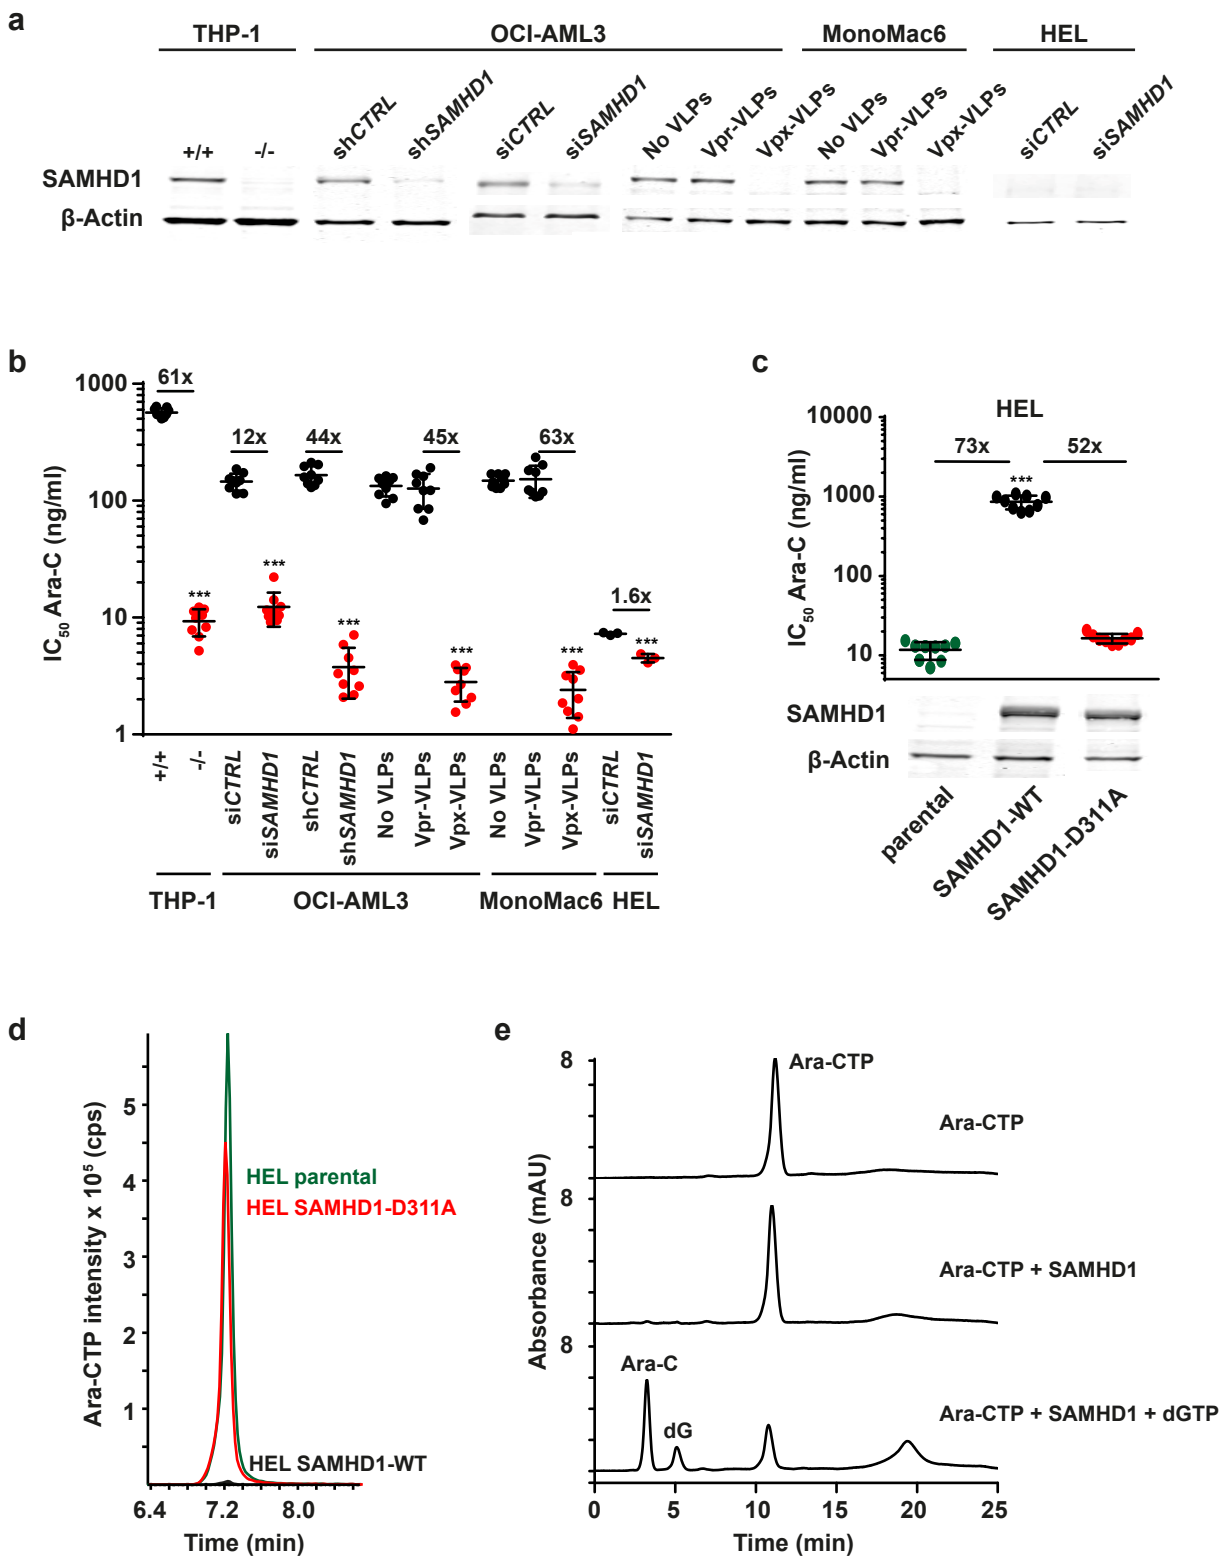 a
THP-1 OCI-AML3 MonoMac6 HEL
+/+ -/- shCTRL shSAMHD1 siCTRL siSAMHD1 No VLPs Vpr-VLPs Vpx-VLPs No VLPs Vpr-VLPs Vpx-VLPs siCTRL siSAMHD1
SAMHD1
β-Actin
b
IC50 Ara-C (ng/ml)
1000
100
10
1
61x
12x 44x 45x 63x
1.6x
*** *** *** *** *** ***
+/+ -/- siCTRL siSAMHD1 shCTRL shSAMHD1 No VLPs Vpr-VLPs Vpx-VLPs No VLPs Vpr-VLPs Vpx-VLPs siCTRL siSAMHD1
THP-1 OCI-AML3 MonoMac6 HEL
c
HEL
IC50 Ara-C (ng/ml)
10000
1000
100
10
73x 52x
***
SAMHD1
β-Actin
parental SAMHD1-WT SAMHD1-D311A
d
Ara-CTP intensity x 10⁵ (cps)
5
4
3
2
1
HEL parental
HEL SAMHD1-D311A
HEL SAMHD1-WT
6.4 7.2 8.0
Time (min)
e
Absorbance (mAU)
8
Ara-CTP
Ara-CTP
8
Ara-CTP + SAMHD1
8
Ara-C
dG
Ara-CTP + SAMHD1 + dGTP
0 5 10 15 20 25
Time (min)